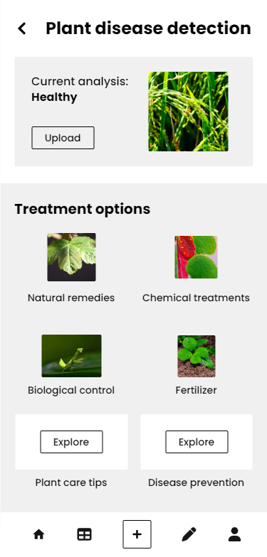 Plant disease detection
Current analysis:
Healthy
Upload
Treatment options
Natural remedies
Chemical treatments
Biological control
Fertilizer
Explore
Explore
Plant care tips
Disease prevention